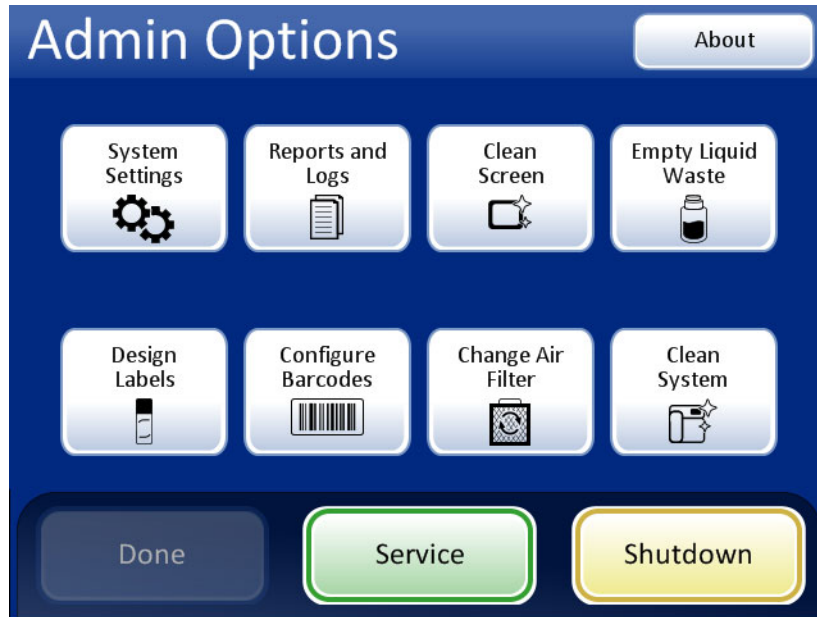 Admin Options
About
System
Settings
Reports and
Logs
Clean
Screen
Empty Liquid
Waste
Design
Labels
Configure
Barcodes
Change Air
Filter
Clean
System
Done
Service
Shutdown